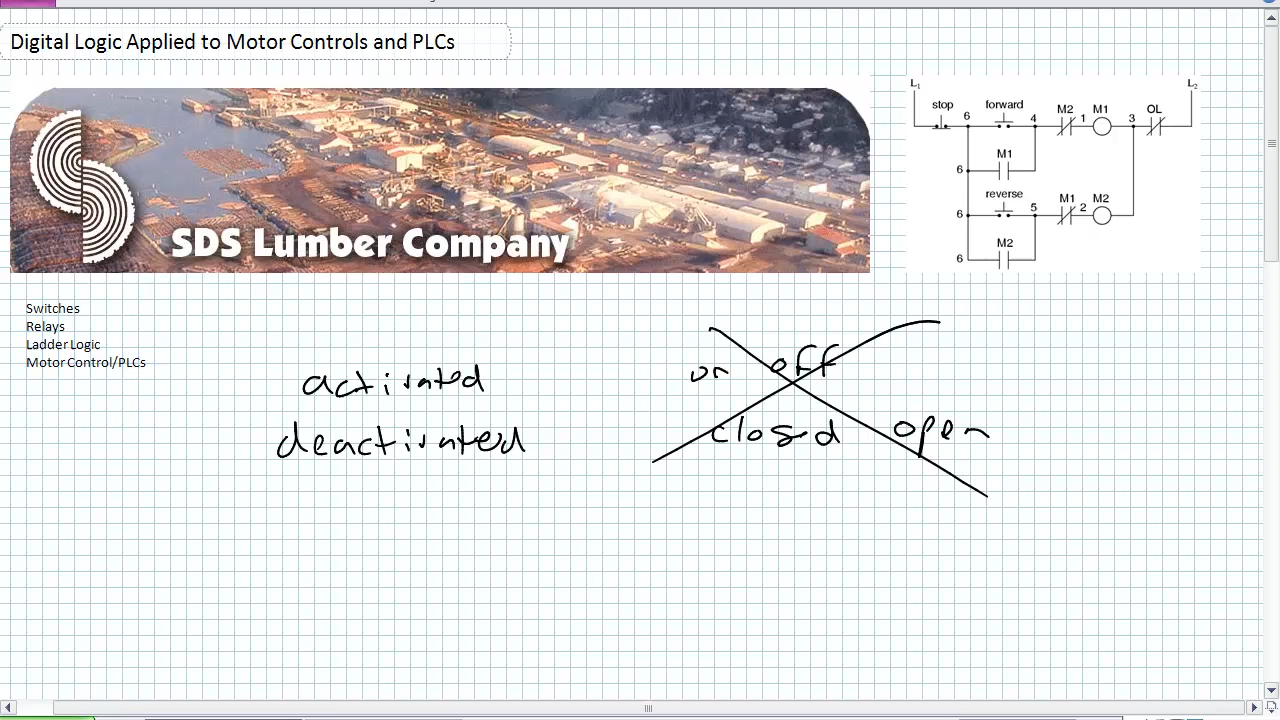 Digital Logic Applied to Motor Controls and PLCs
SDS Lumber Company
L1 L2
stop 6 forward 4 M2 1 M1 3 OL
M1
6
reverse
6 5 M1 2 M2
M2
6
Switches
Relays
Ladder Logic
Motor Control/PLCs
activated
deactivated
on off
closed open